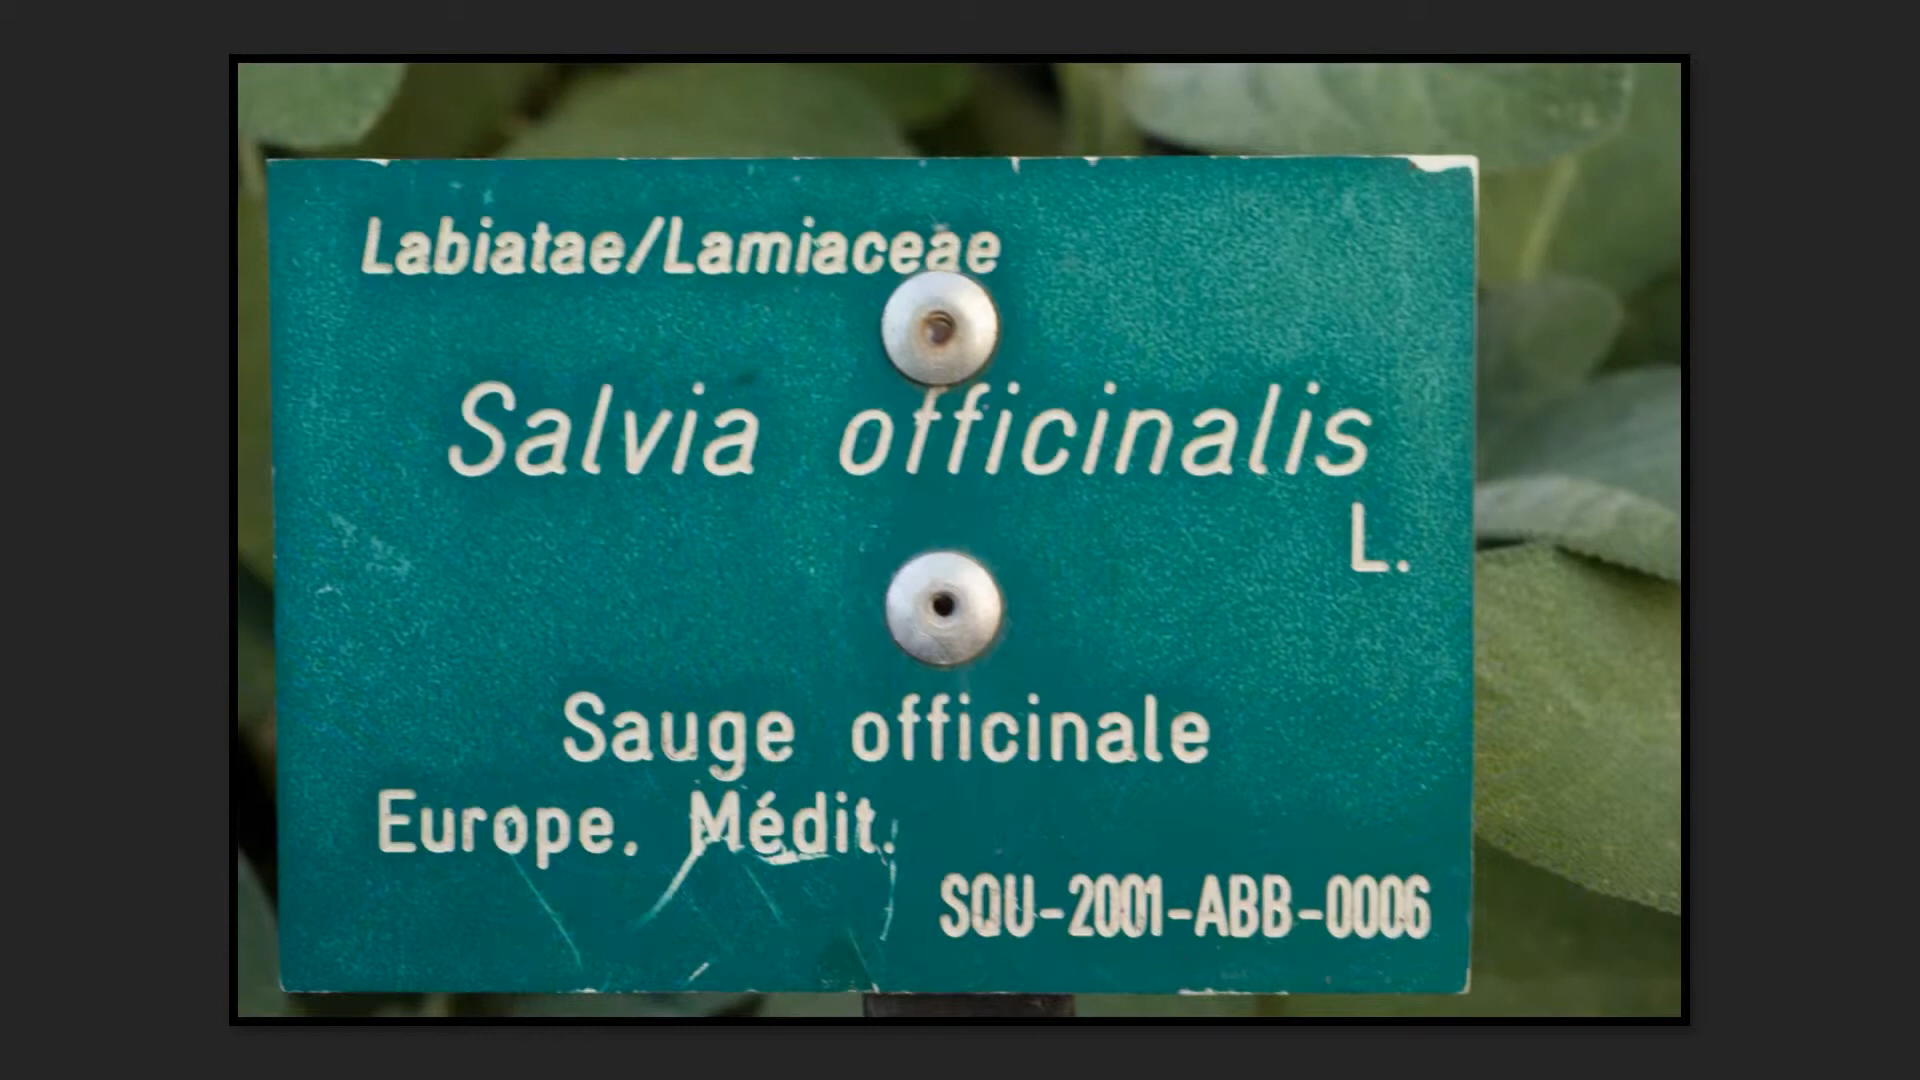 Labiatae/Lamiaceae
Salvia officinalis
L.
Sauge officinale
Europe. Médit.
SQU-2001-ABB-0006